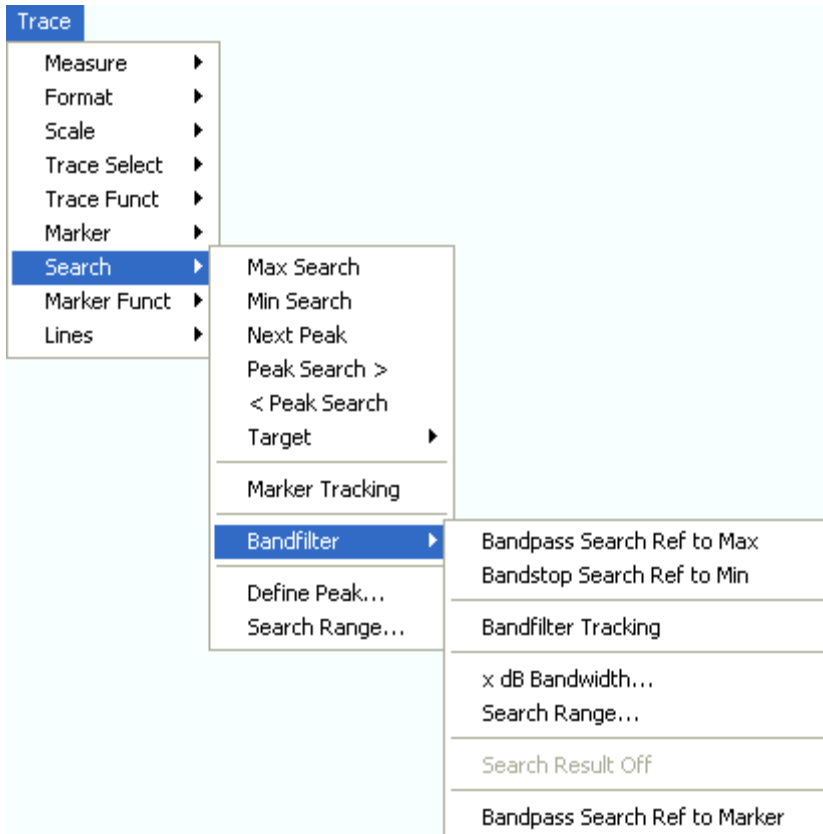 Trace
Measure
Format
Scale
Trace Select
Trace Funct
Marker
Search
Marker Funct
Lines
Max Search
Min Search
Next Peak
Peak Search >
< Peak Search
Target
Marker Tracking
Bandfilter
Define Peak...
Search Range...
Bandpass Search Ref to Max
Bandstop Search Ref to Min
Bandfilter Tracking
x dB Bandwidth...
Search Range...
Search Result Off
Bandpass Search Ref to Marker